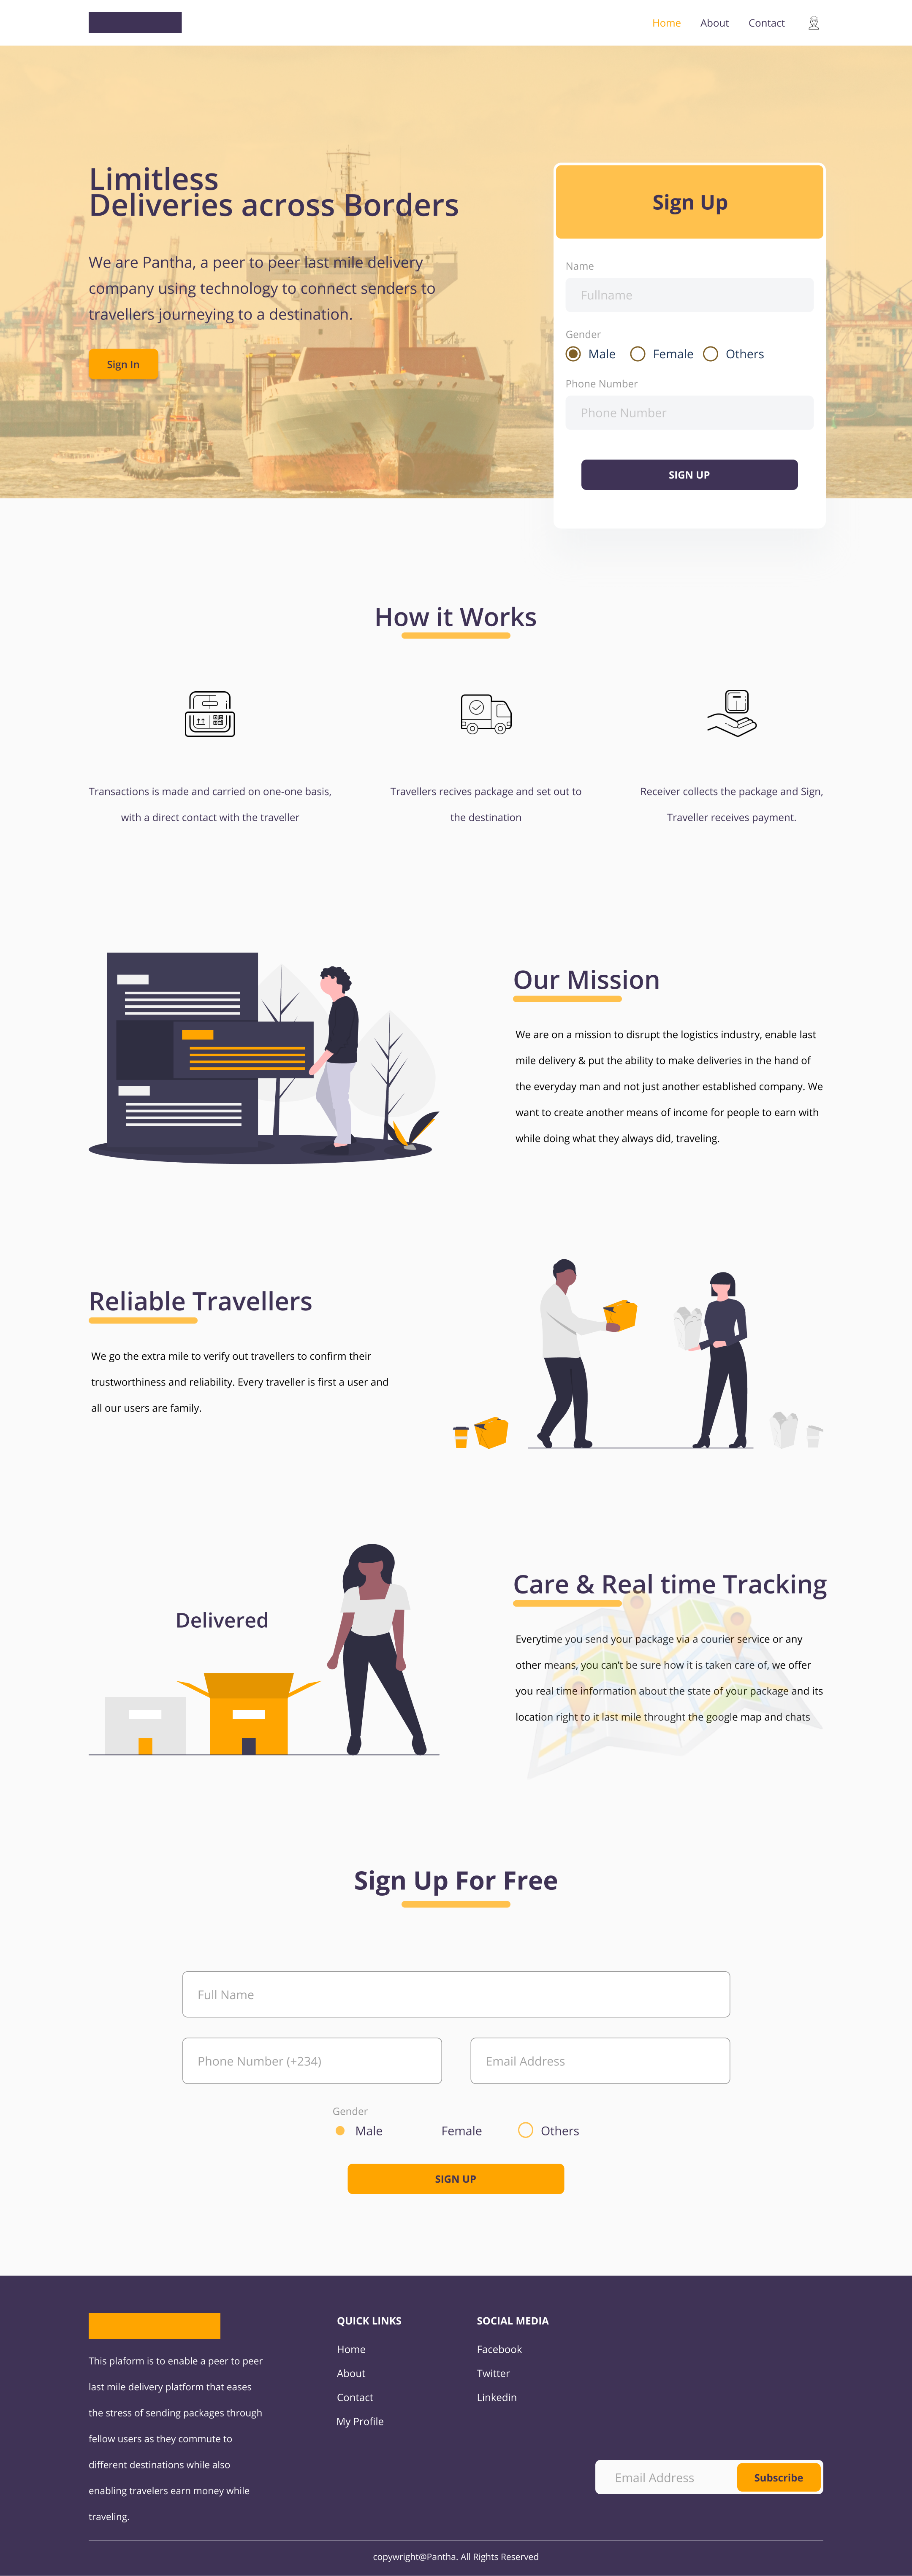 Home
About
Contact
Limitless
Deliveries across Borders
We are Pantha, a peer to peer last mile delivery
company using technology to connect senders to
travellers journeying to a destination.
Sign In
Sign Up
Name
Fullname
Gender
Male
Female
Others
Phone Number
Phone Number
SIGN UP
How it Works
Transactions is made and carried on one-one basis,
with a direct contact with the traveller
Travellers recives package and set out to
the destination
Receiver collects the package and Sign,
Traveller receives payment.
Our Mission
We are on a mission to disrupt the logistics industry, enable last
mile delivery & put the ability to make deliveries in the hand of
the everyday man and not just another established company. We
want to create another means of income for people to earn with
while doing what they always did, traveling.
Reliable Travellers
We go the extra mile to verify out travellers to confirm their
trustworthiness and reliability. Every traveller is first a user and
all our users are family.
Delivered
Care & Real time Tracking
Everytime you send your package via a courier service or any
other means, you can't be sure how it is taken care of, we offer
you real time information about the state of your package and its
location right to it last mile throught the google map and chats
Sign Up For Free
Full Name
Phone Number (+234)
Email Address
Gender
Male
Female
Others
SIGN UP
This plaform is to enable a peer to peer
last mile delivery platform that eases
the stress of sending packages through
fellow users as they commute to
different destinations while also
enabling travelers earn money while
traveling.
QUICK LINKS
Home
About
Contact
My Profile
SOCIAL MEDIA
Facebook
Twitter
Linkedin
Email Address
Subscribe
copywright@Pantha. All Rights Reserved